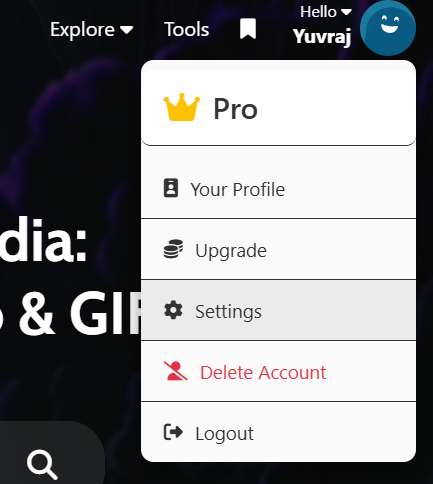 Explore
Tools
Hello
Yuvraj
Pro
Your Profile
dia:
Upgrade
& GIF
Settings
Delete Account
Logout